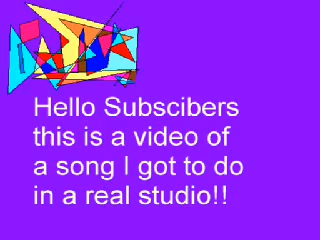 Hello Subscibers
this is a video of
a song I got to do
in a real studio!!